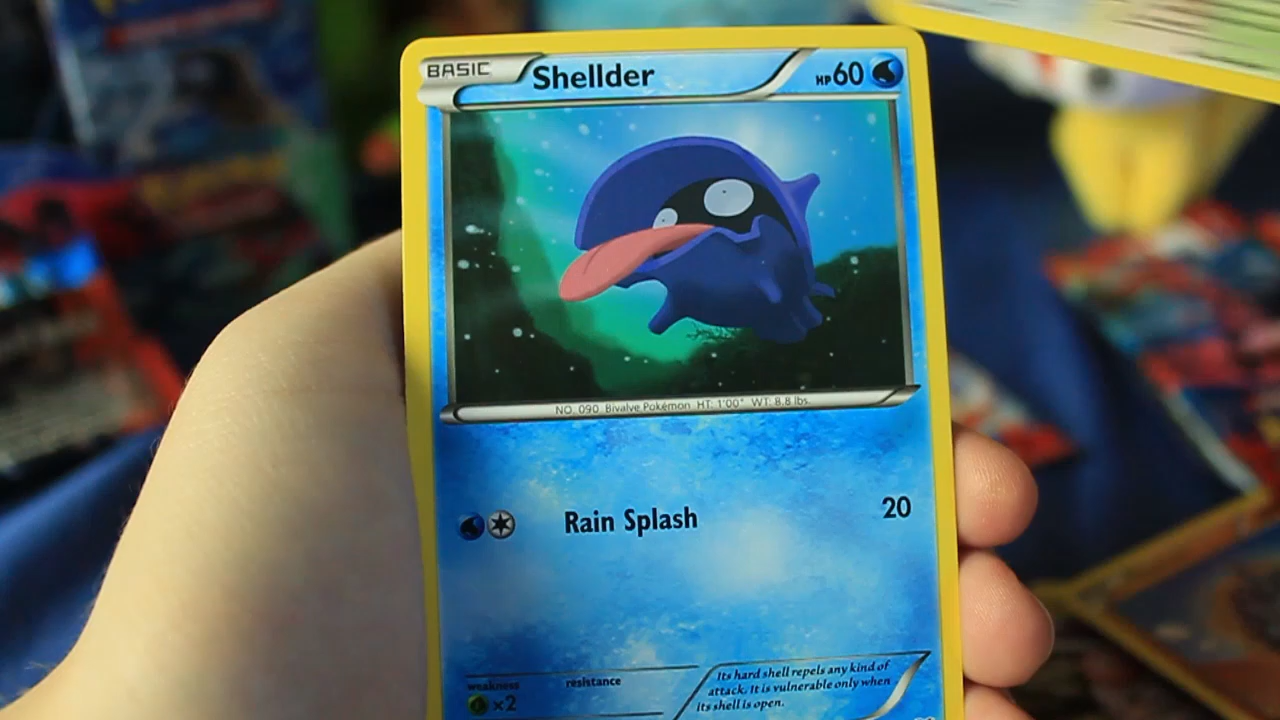 BASIC Shellder HP60
NO. 090 Bivalve Pokémon HT: 1'00" WT: 8.8 lbs.
Rain Splash 20
weakness resistance
×2
Its hard shell repels any kind of
attack. It is vulnerable only when
its shell is open.